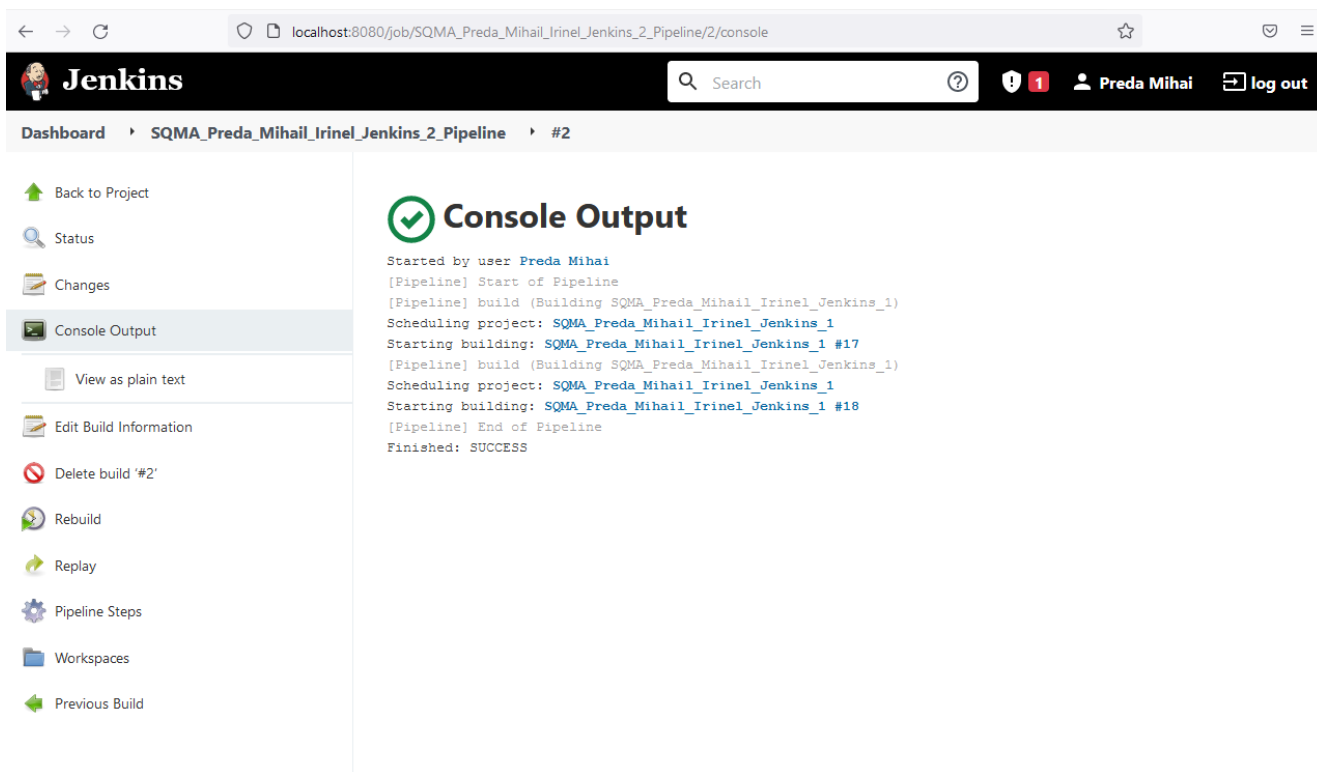 localhost:8080/job/SQMA_Preda_Mihail_Irinel_Jenkins_2_Pipeline/2/console
Jenkins
Search
1
Preda Mihai
log out
Dashboard
SQMA_Preda_Mihail_Irinel_Jenkins_2_Pipeline
#2
Back to Project
Status
Changes
Console Output
View as plain text
Edit Build Information
Delete build ‘#2’
Rebuild
Replay
Pipeline Steps
Workspaces
Previous Build
Console Output
Started by user Preda Mihai
[Pipeline] Start of Pipeline
[Pipeline] build (Building SQMA_Preda_Mihail_Irinel_Jenkins_1)
Scheduling project: SQMA_Preda_Mihail_Irinel_Jenkins_1
Starting building: SQMA_Preda_Mihail_Irinel_Jenkins_1 #17
[Pipeline] build (Building SQMA_Preda_Mihail_Irinel_Jenkins_1)
Scheduling project: SQMA_Preda_Mihail_Irinel_Jenkins_1
Starting building: SQMA_Preda_Mihail_Irinel_Jenkins_1 #18
[Pipeline] End of Pipeline
Finished: SUCCESS